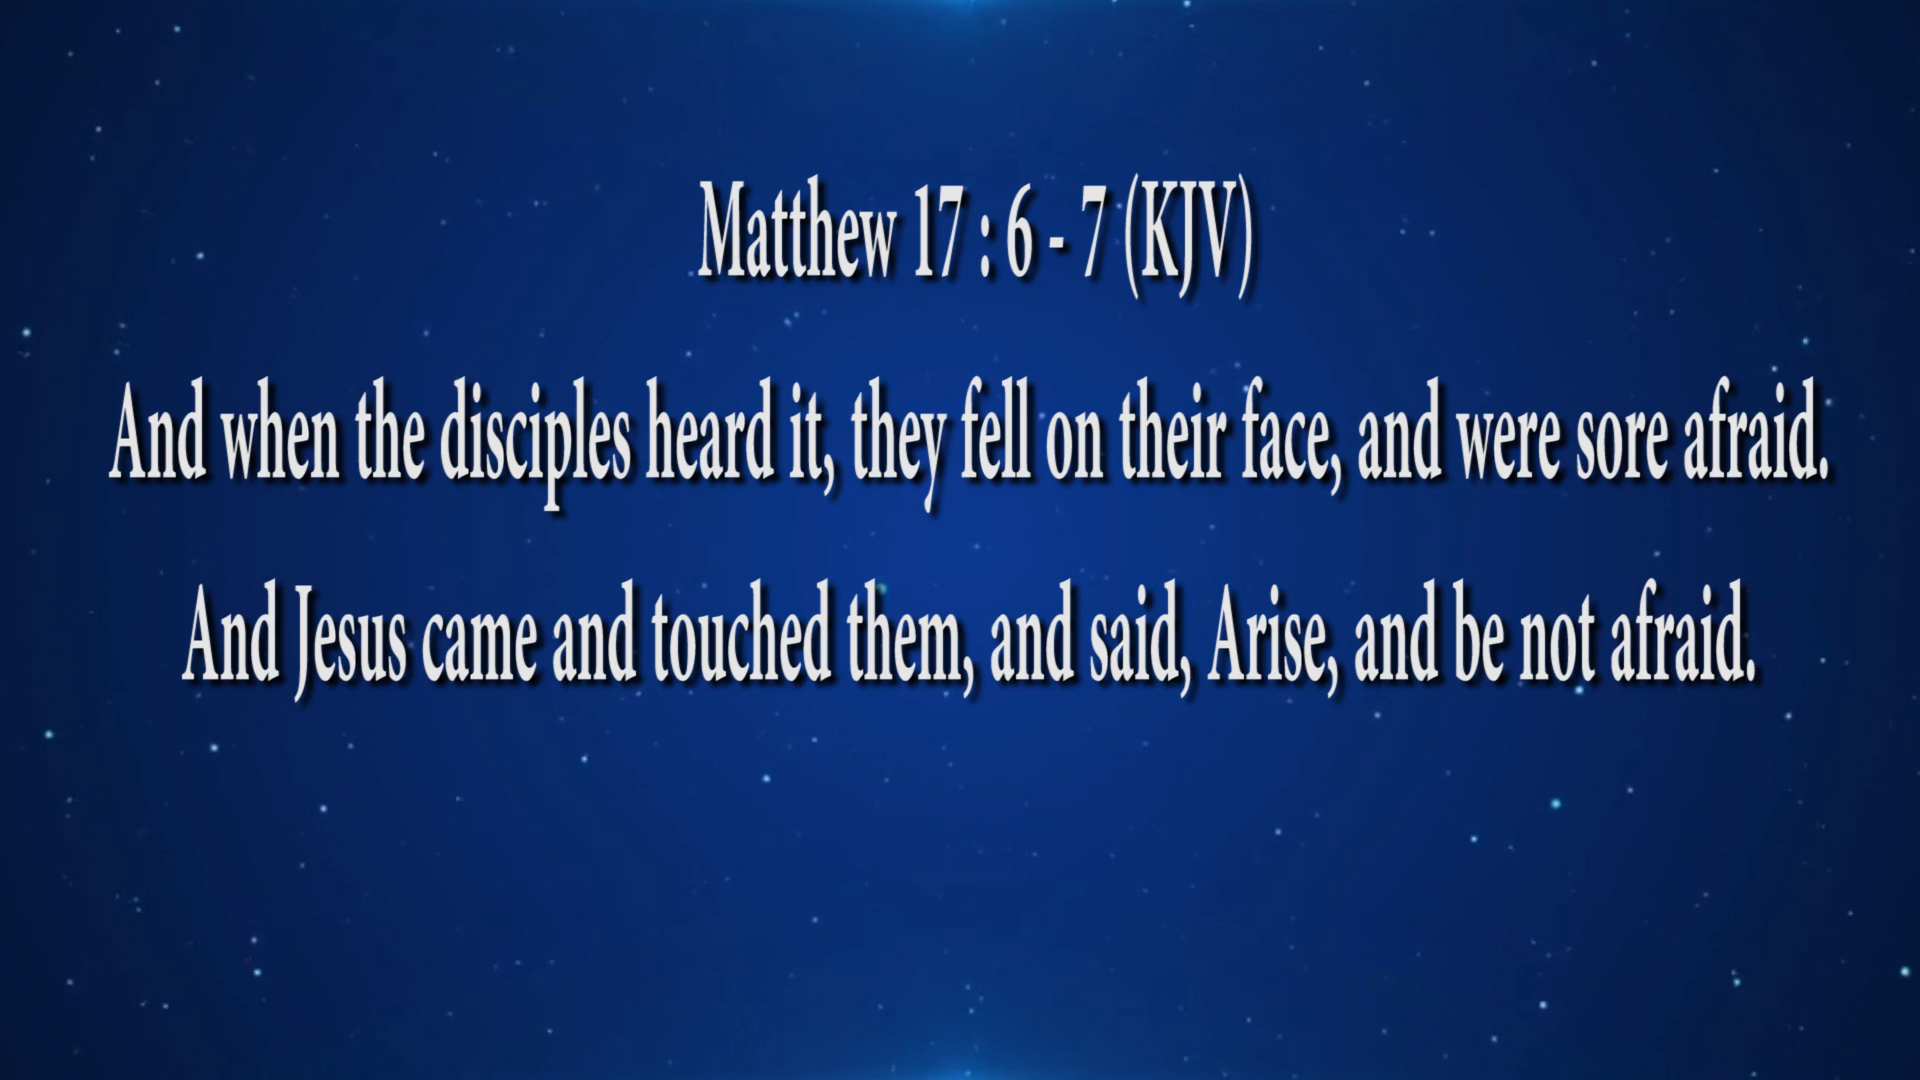 Matthew 17 : 6 - 7 (KJV)
And when the disciples heard it, they fell on their face, and were sore afraid.
And Jesus came and touched them, and said, Arise, and be not afraid.